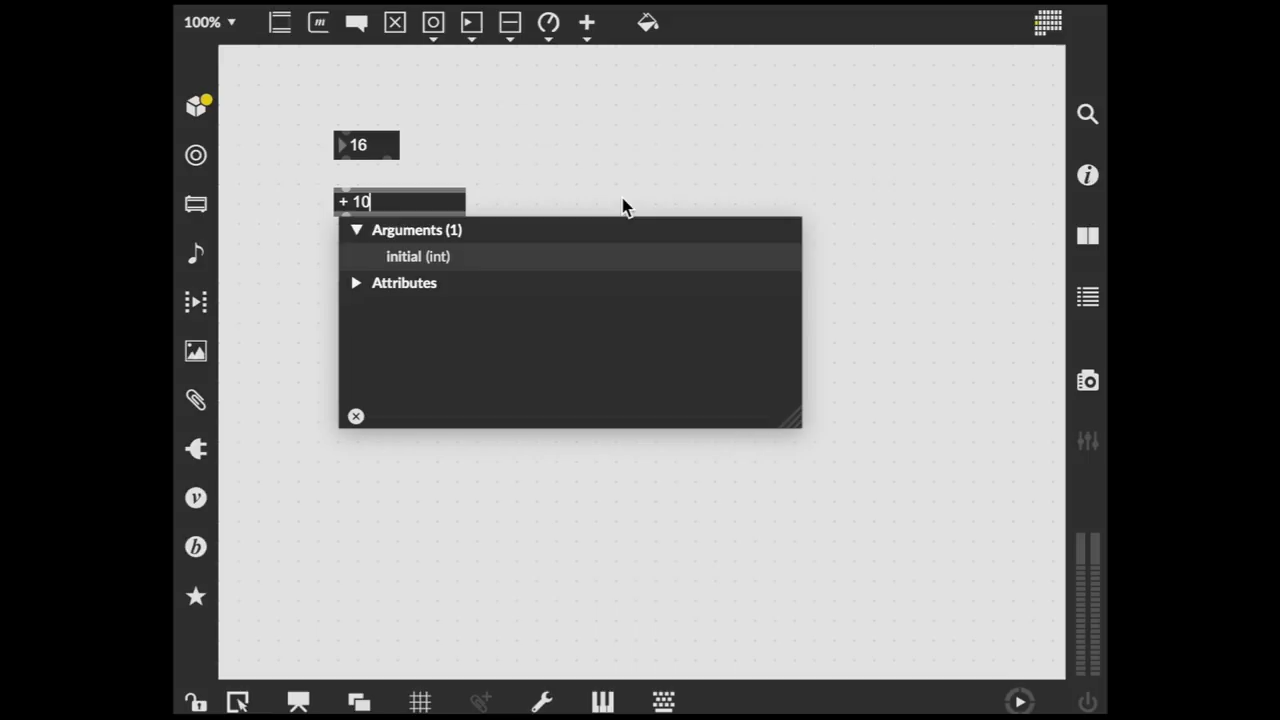 100%
m
16
+ 10
Arguments (1)
initial (int)
Attributes
i
v
b